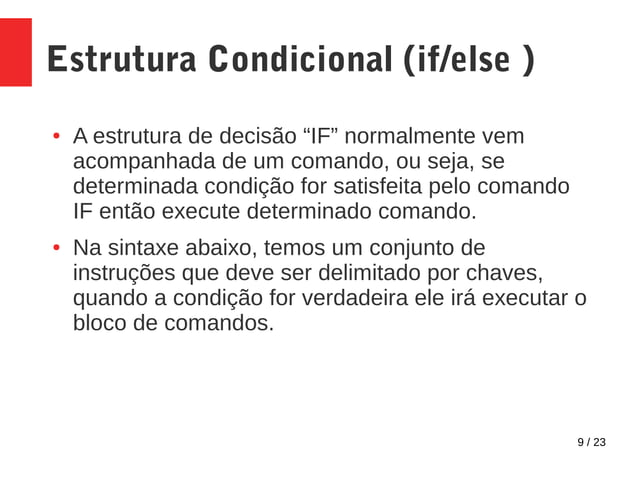 Estrutura Condicional (if/else )
● A estrutura de decisão “IF” normalmente vem
acompanhada de um comando, ou seja, se
determinada condição for satisfeita pelo comando
IF então execute determinado comando.
● Na sintaxe abaixo, temos um conjunto de
instruções que deve ser delimitado por chaves,
quando a condição for verdadeira ele irá executar o
bloco de comandos.
9 / 23